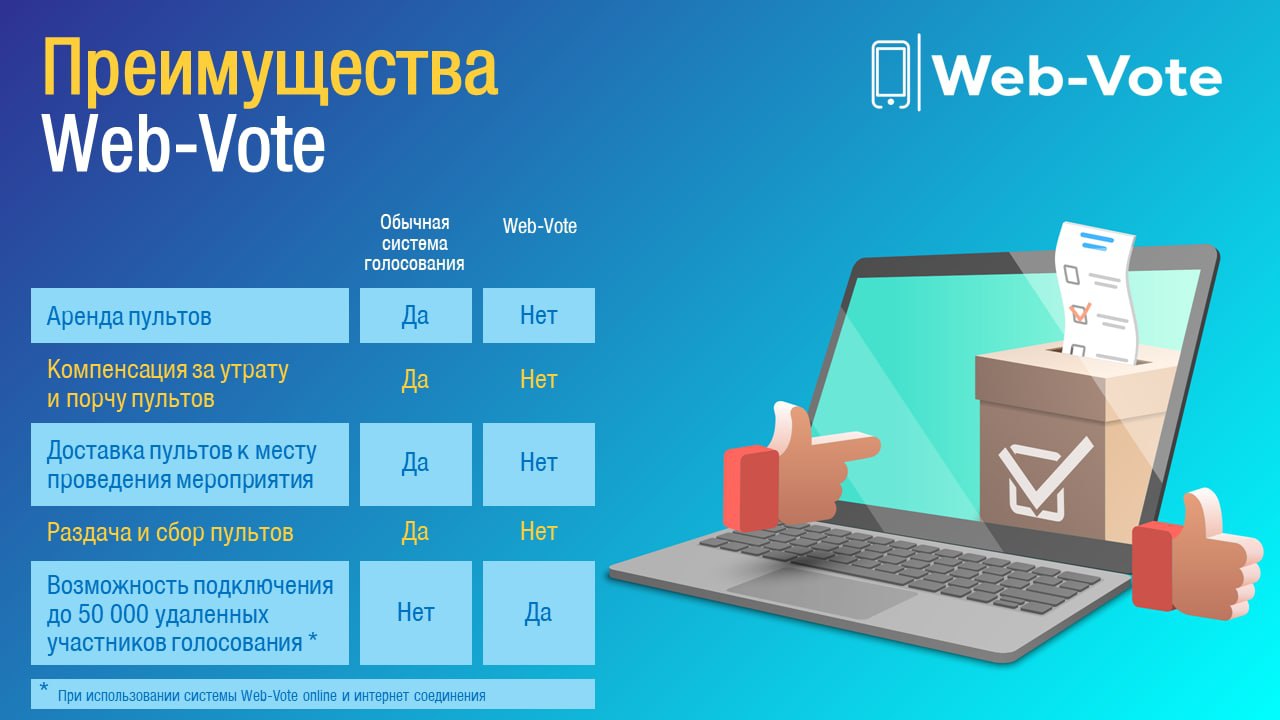 Преимущества
Web-Vote
Web-Vote
Обычная
система
голосования
Web-Vote
Аренда пультов Да Нет
Компенсация за утрату
и порчу пультов Да Нет
Доставка пультов к месту
проведения мероприятия Да Нет
Раздача и сбор пультов Да Нет
Возможность подключения
до 50 000 удаленных
участников голосования * Нет Да
* При использовании системы Web-Vote online и интернет соединения